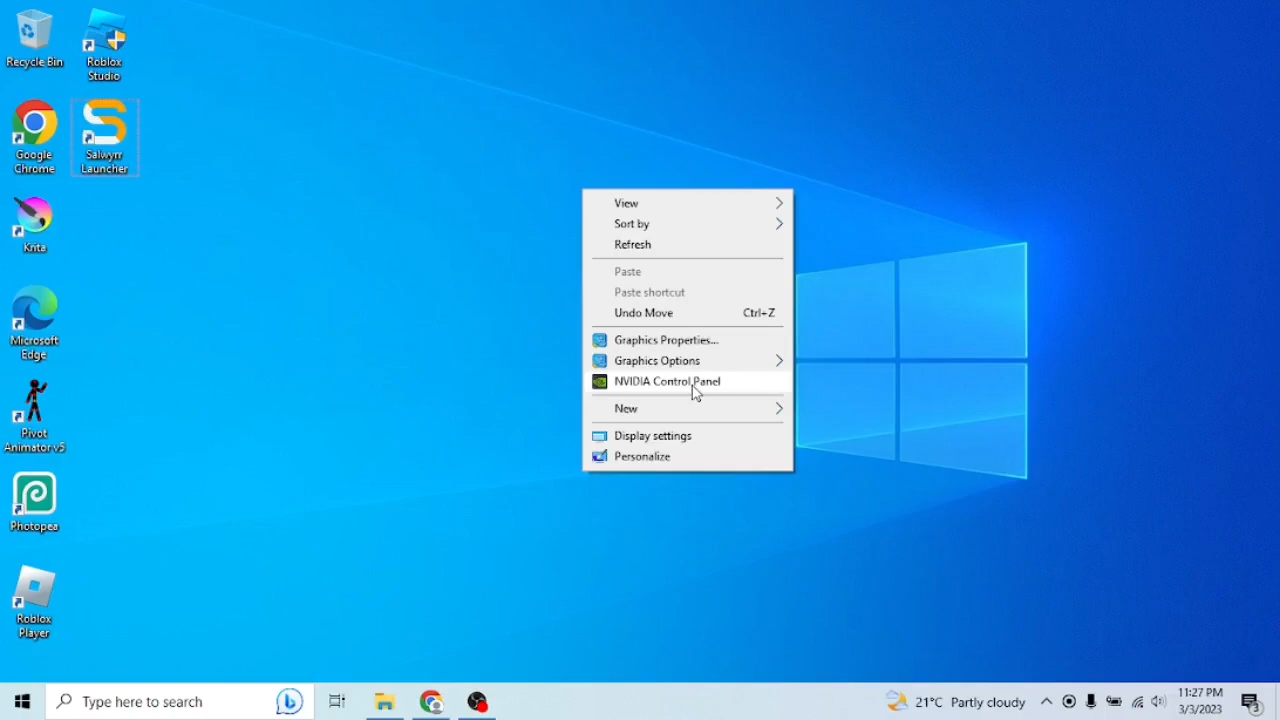 Recycle Bin
Roblox
Studio
Google
Chrome
Salwyrr
Launcher
Krita
Microsoft
Edge
Pivot
Animator v5
Photopea
Roblox
Player
View
Sort by
Refresh
Paste
Paste shortcut
Undo Move Ctrl+Z
Graphics Properties...
Graphics Options
NVIDIA Control Panel
New
Display settings
Personalize
Type here to search
21°C Partly cloudy
11:27 PM
3/3/2023
3